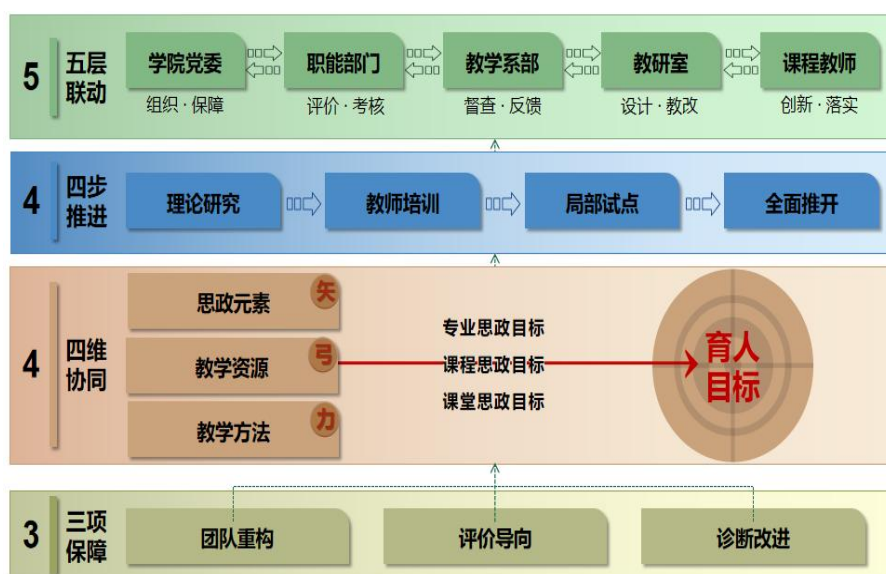 5
五层
联动
学院党委
职能部门
教学系部
教研室
课程教师
组织·保障
评价·考核
督查·反馈
设计·教改
创新·落实
4
四步
推进
理论研究
教师培训
局部试点
全面推开
4
四维
协同
思政元素
矢
教学资源
弓
教学方法
力
专业思政目标
课程思政目标
课堂思政目标
育人
目标
3
三项
保障
团队重构
评价导向
诊断改进